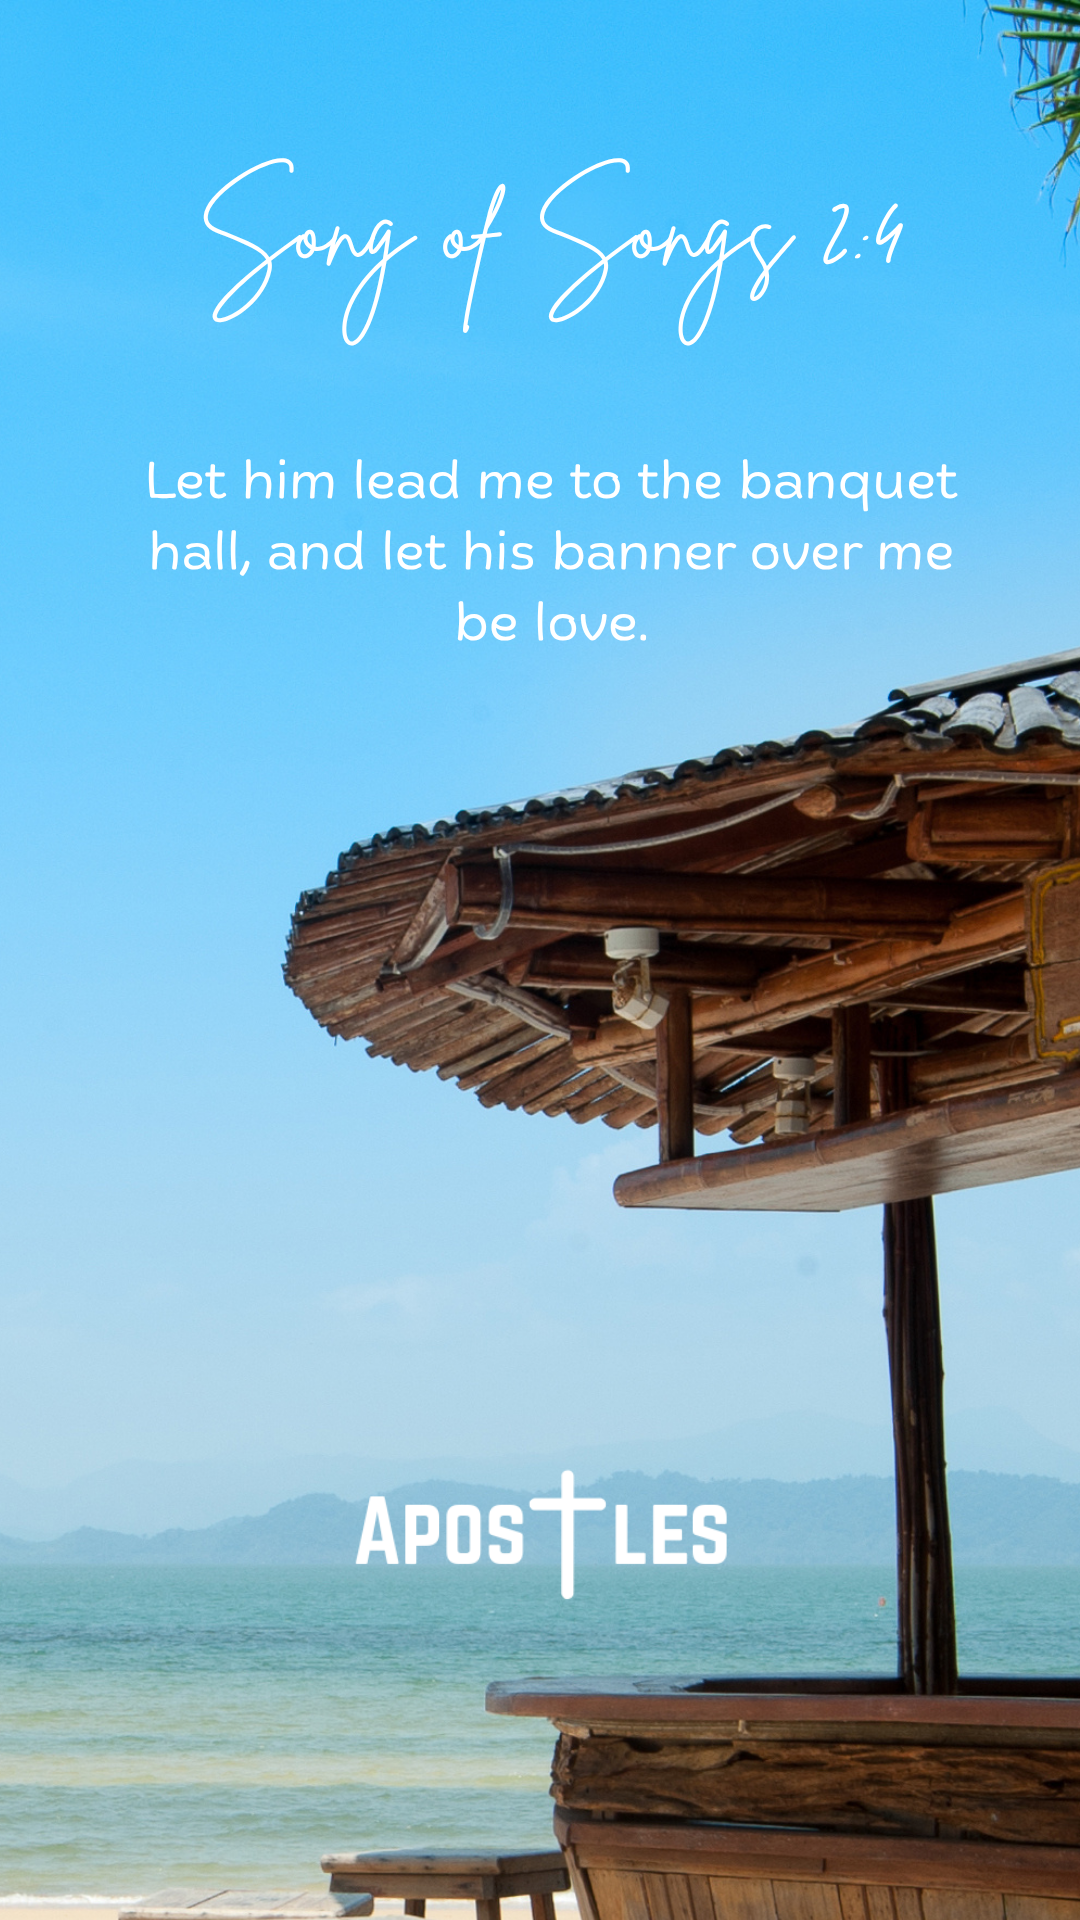 Song of Songs 2:4
Let him lead me to the banquet
hall, and let his banner over me
be love.
APOSTLES